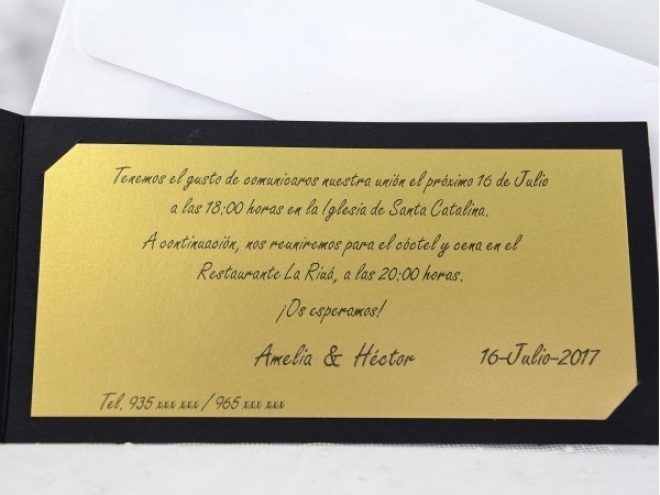 Tenemos el gusto de comunicaros nuestra unión el próximo 16 de Julio
a las 18:00 horas en la Iglesia de Santa Catalina.
A continuación, nos reuniremos para el cóctel y cena en el
Restaurante La Riuá, a las 20:00 horas.
¡Os esperamos!
Amelia & Héctor 16-Julio-2017
Tel. 935 xxx xxx / 965 xxx xxx